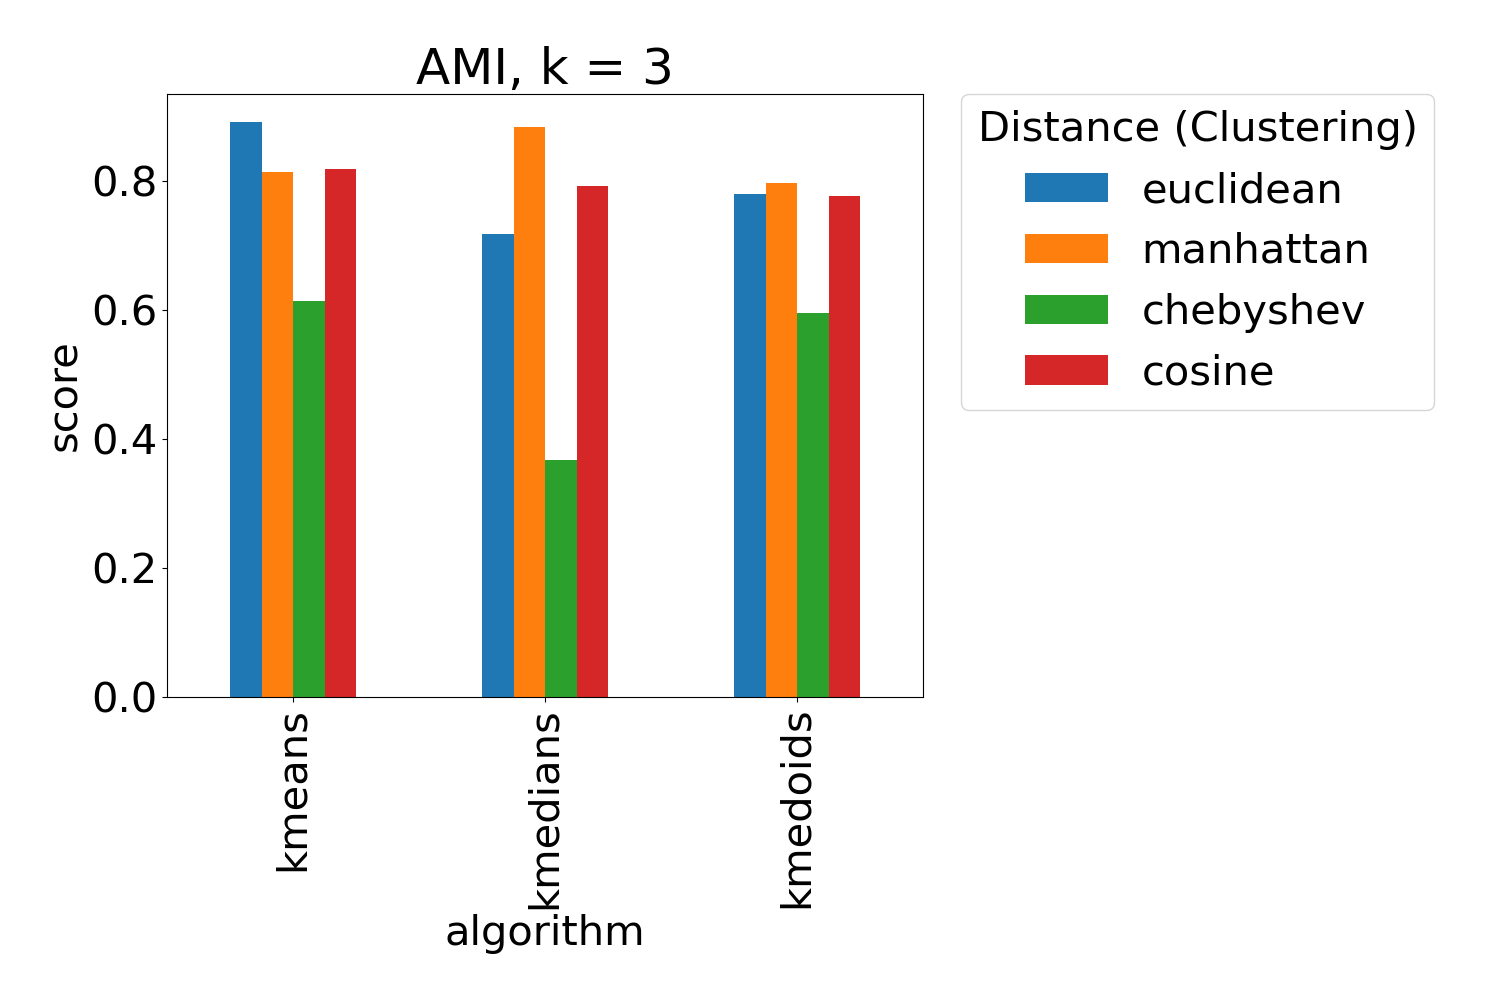 AMI, k = 3
score
0.8
0.6
0.4
0.2
0.0
kmeans
kmedians
kmedoids
algorithm
Distance (Clustering)
euclidean
manhattan
chebyshev
cosine